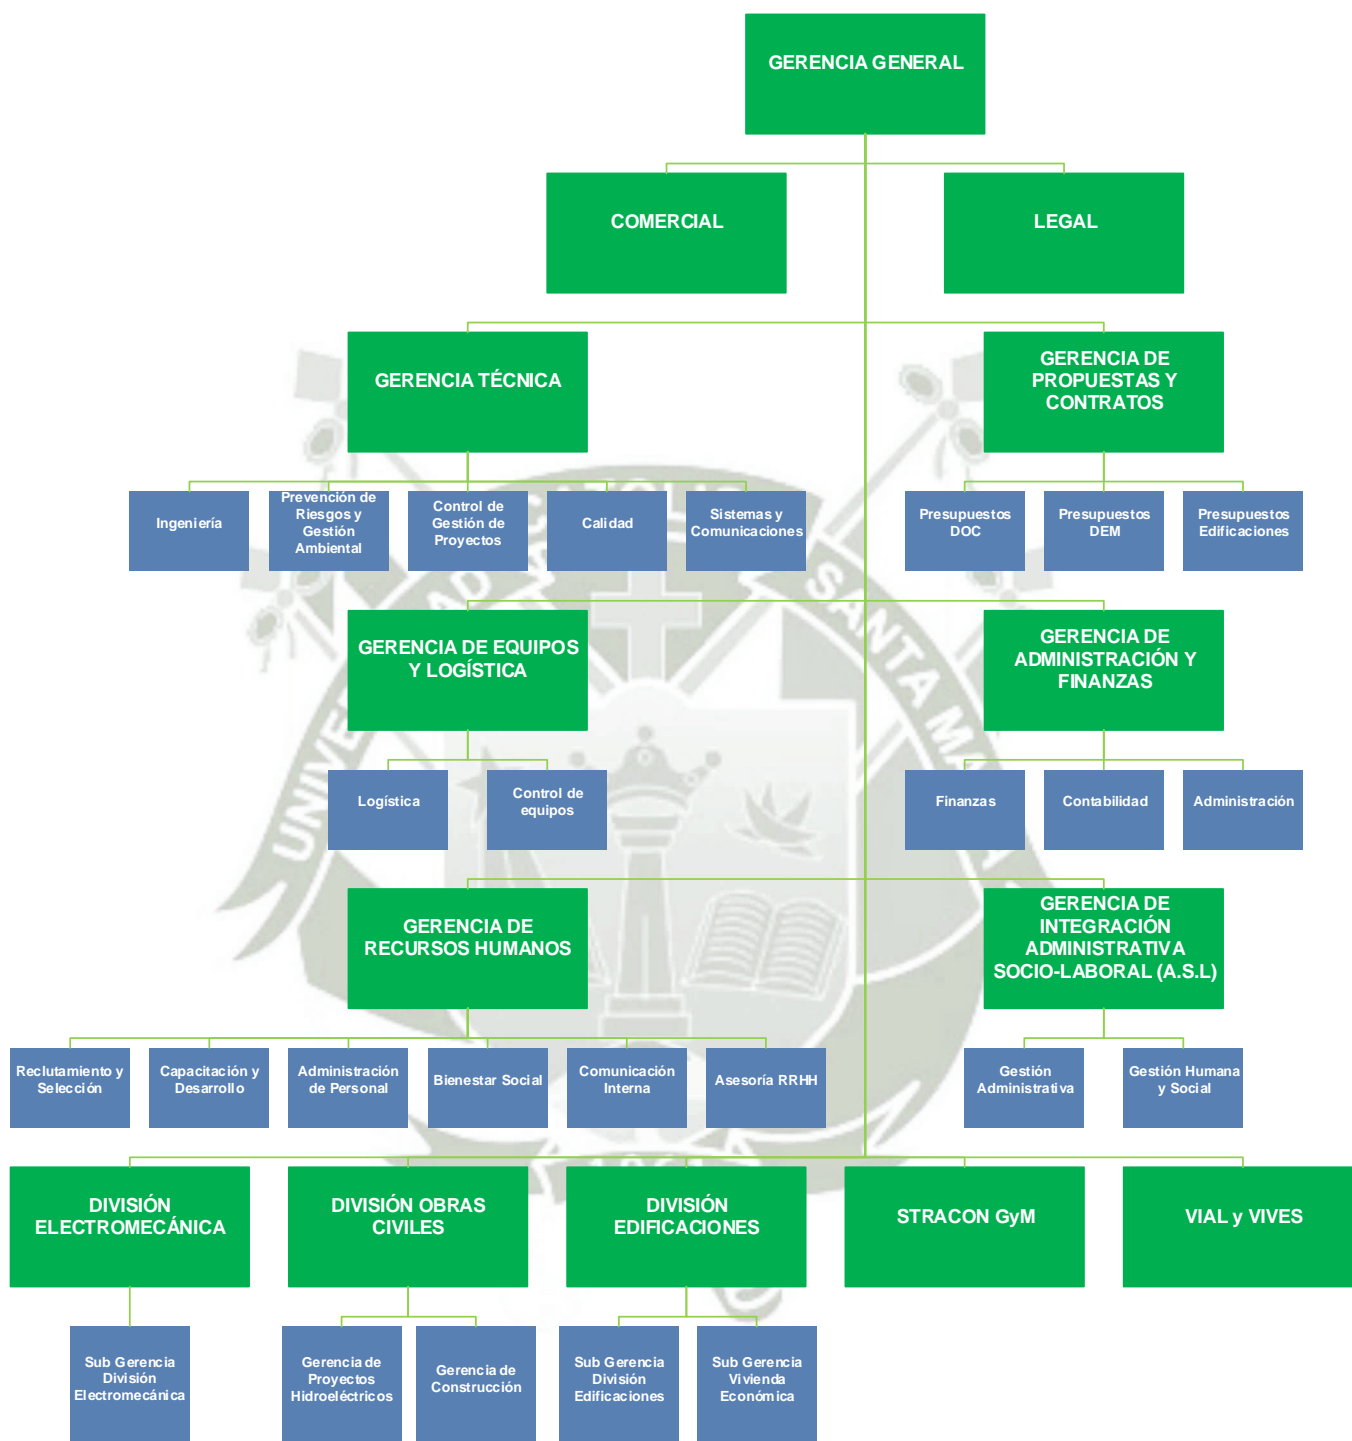 GERENCIA GENERAL
COMERCIAL
LEGAL
GERENCIA TÉCNICA
GERENCIA DE
PROPUESTAS Y
CONTRATOS
Ingeniería
Prevención de
Riesgos y
Gestión
Ambiental
Control de
Gestión de
Proyectos
Calidad
Sistemas y
Comunicaciones
Presupuestos
DOC
Presupuestos
DEM
Presupuestos
Edificaciones
GERENCIA DE EQUIPOS
Y LOGÍSTICA
GERENCIA DE
ADMINISTRACIÓN Y
FINANZAS
Logística
Control de
equipos
Finanzas
Contabilidad
Administración
GERENCIA DE
RECURSOS HUMANOS
GERENCIA DE
INTEGRACIÓN
ADMINISTRATIVA
SOCIO-LABORAL (A.S.L)
Reclutamiento y
Selección
Capacitación y
Desarrollo
Administración
de Personal
Bienestar Social
Comunicación
Interna
Asesoría RRHH
Gestión
Administrativa
Gestión Humana
y Social
DIVISIÓN
ELECTROMECÁNICA
DIVISIÓN OBRAS
CIVILES
DIVISIÓN
EDIFICACIONES
STRACON GyM
VIAL y VIVES
Sub Gerencia
División
Electromecánica
Gerencia de
Proyectos
Hidroeléctricos
Gerencia de
Construcción
Sub Gerencia
División
Edificaciones
Sub Gerencia
Vivienda
Económica
SANTA